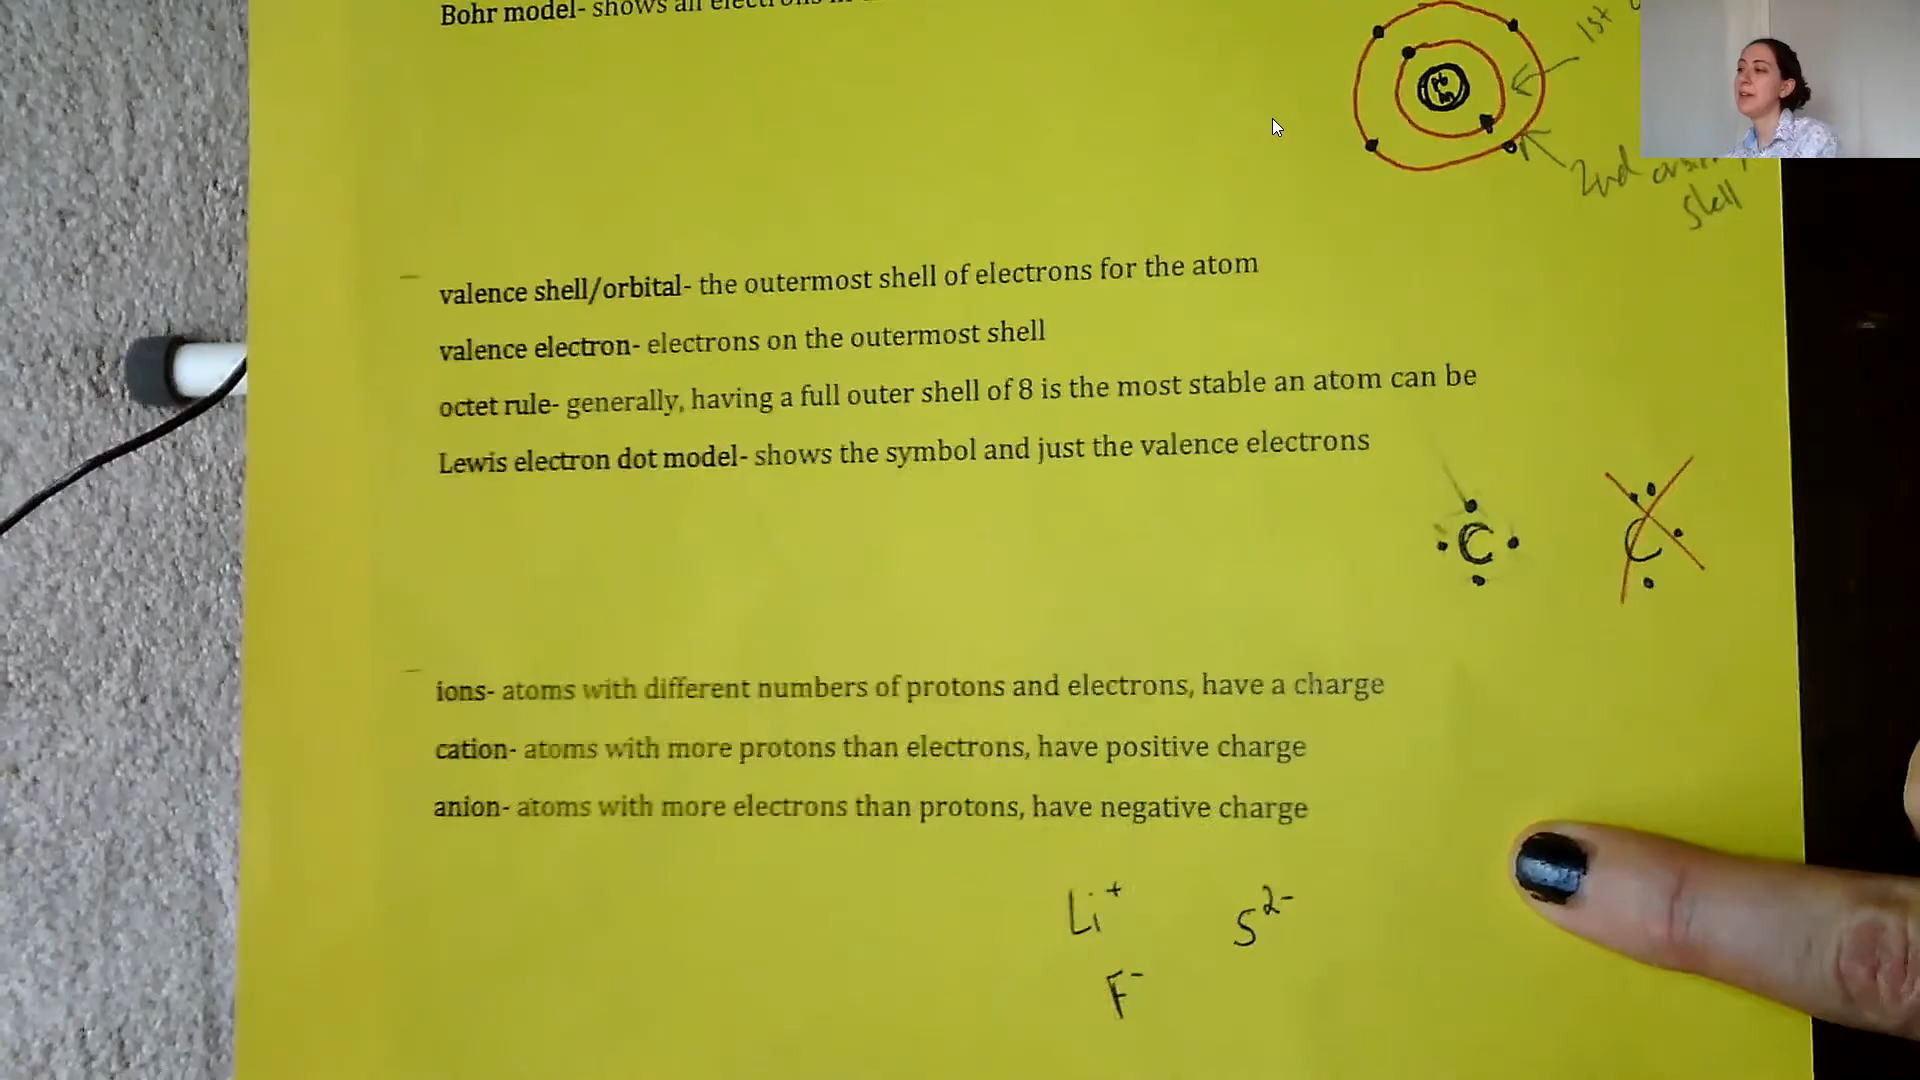 Bohr model- shows all electrons
1st
2nd
shell
valence shell/orbital- the outermost shell of electrons for the atom
valence electron- electrons on the outermost shell
octet rule- generally, having a full outer shell of 8 is the most stable an atom can be
Lewis electron dot model- shows the symbol and just the valence electrons
C C
ions- atoms with different numbers of protons and electrons, have a charge
cation- atoms with more protons than electrons, have positive charge
anion- atoms with more electrons than protons, have negative charge
Li+ S2-
F-